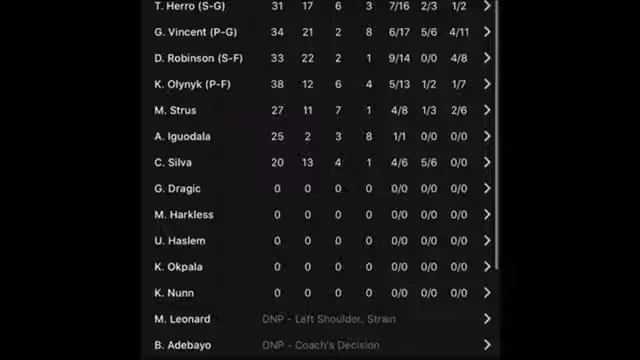 T. Herro (S-G) 31 17 6 3 7/16 2/3 1/2
G. Vincent (P-G) 34 21 2 8 6/17 5/6 4/11
D. Robinson (S-F) 33 22 2 1 9/14 0/0 4/8
K. Olynyk (P-F) 38 12 6 4 5/13 1/2 1/7
M. Strus 27 11 7 1 4/8 1/3 2/6
A. Iguodala 25 2 3 8 1/1 0/0 0/0
C. Silva 20 13 4 1 4/6 5/6 0/0
G. Dragic 0 0 0 0 0/0 0/0 0/0
M. Harkless 0 0 0 0 0/0 0/0 0/0
U. Haslem 0 0 0 0 0/0 0/0 0/0
K. Okpala 0 0 0 0 0/0 0/0 0/0
K. Nunn 0 0 0 0 0/0 0/0 0/0
M. Leonard DNP - Left Shoulder, Strain
B. Adebayo DNP - Coach's Decision